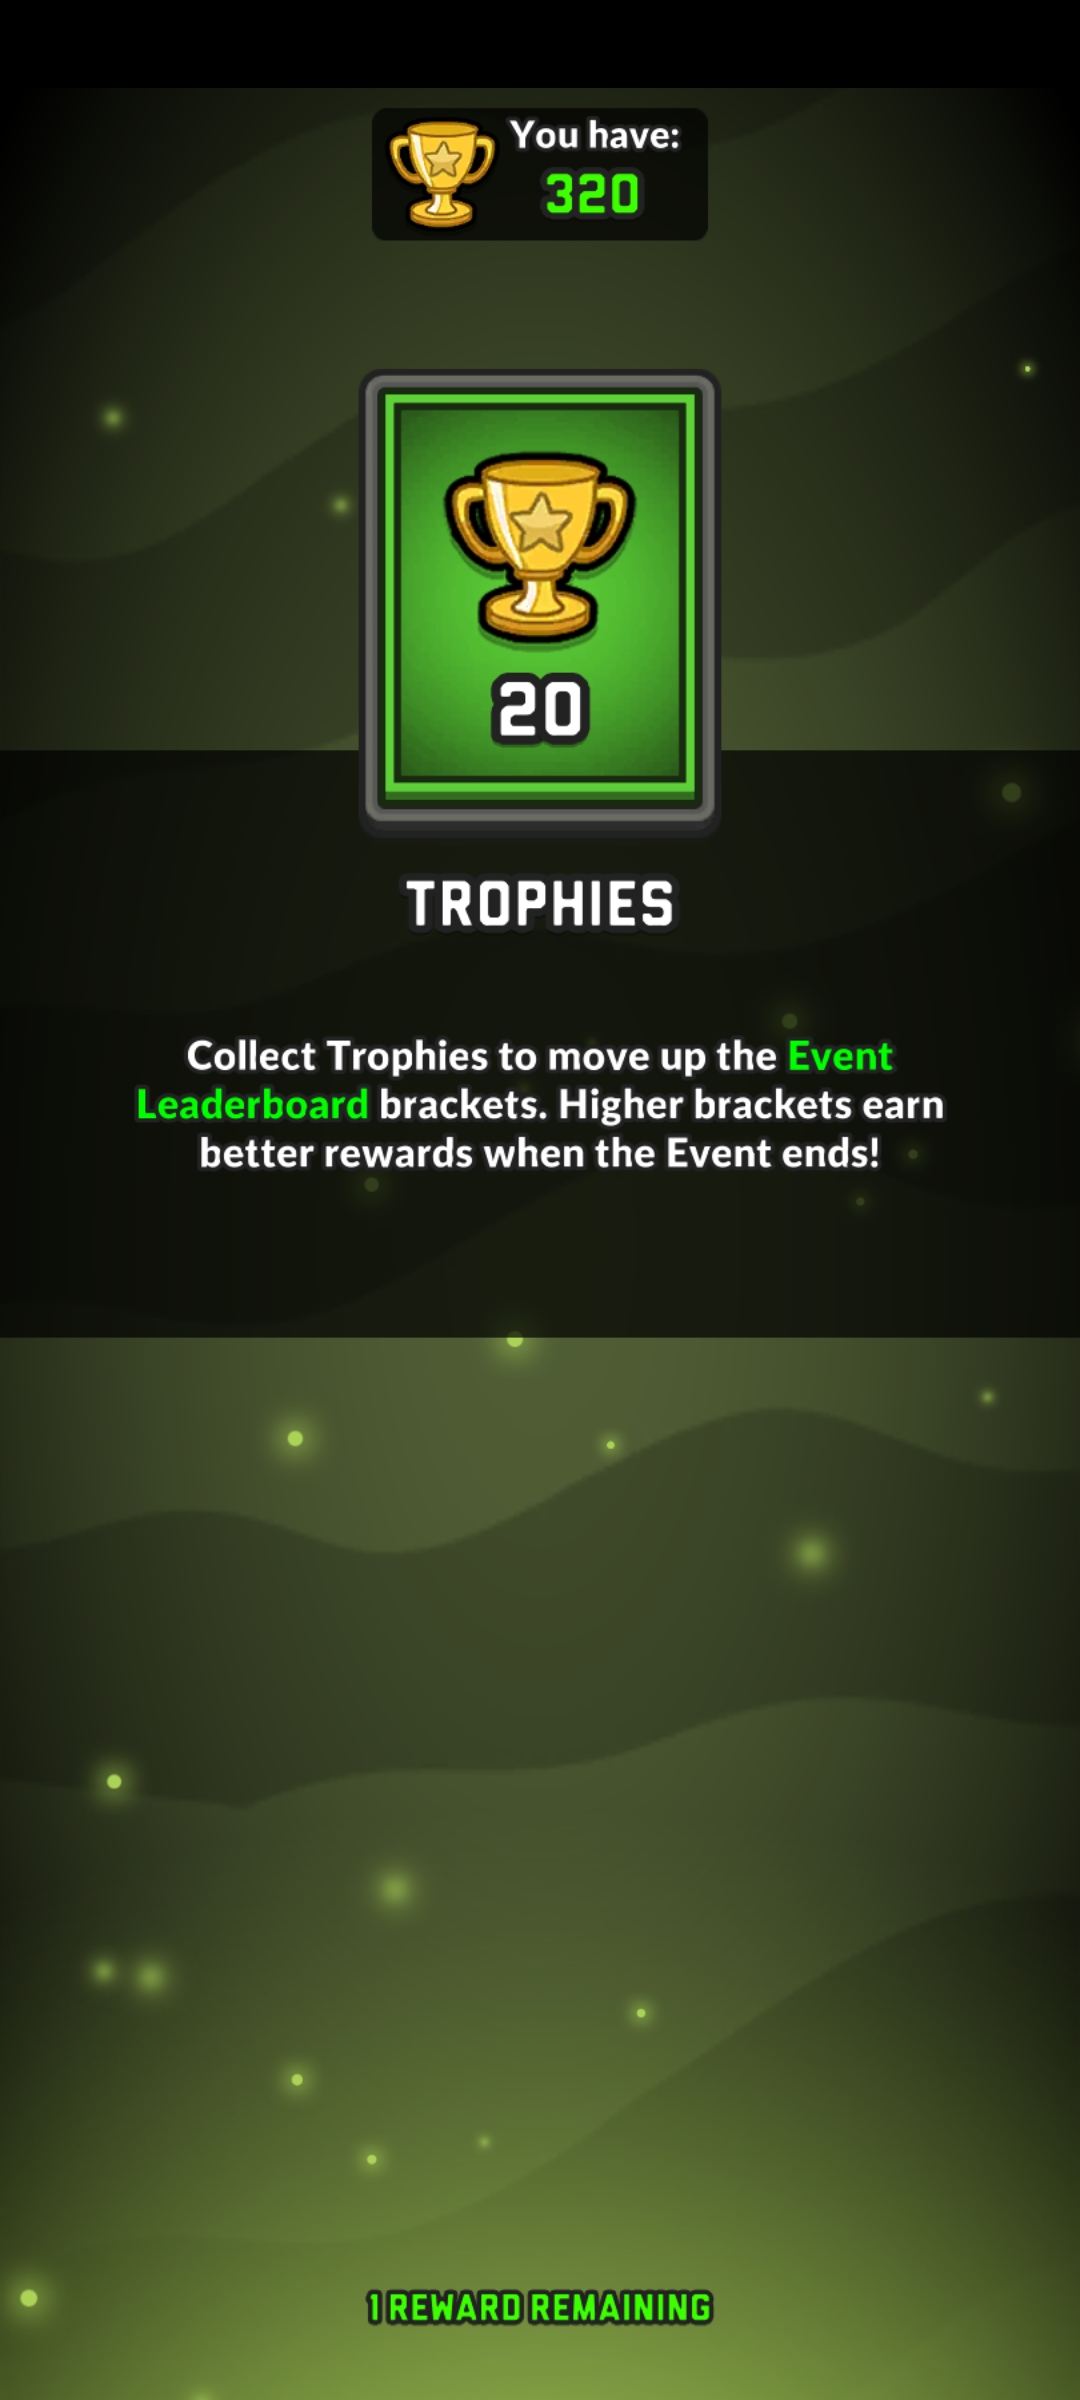 You have:
320
20
TROPHIES
Collect Trophies to move up the Event
Leaderboard brackets. Higher brackets earn
better rewards when the Event ends!
1 REWARD REMAINING